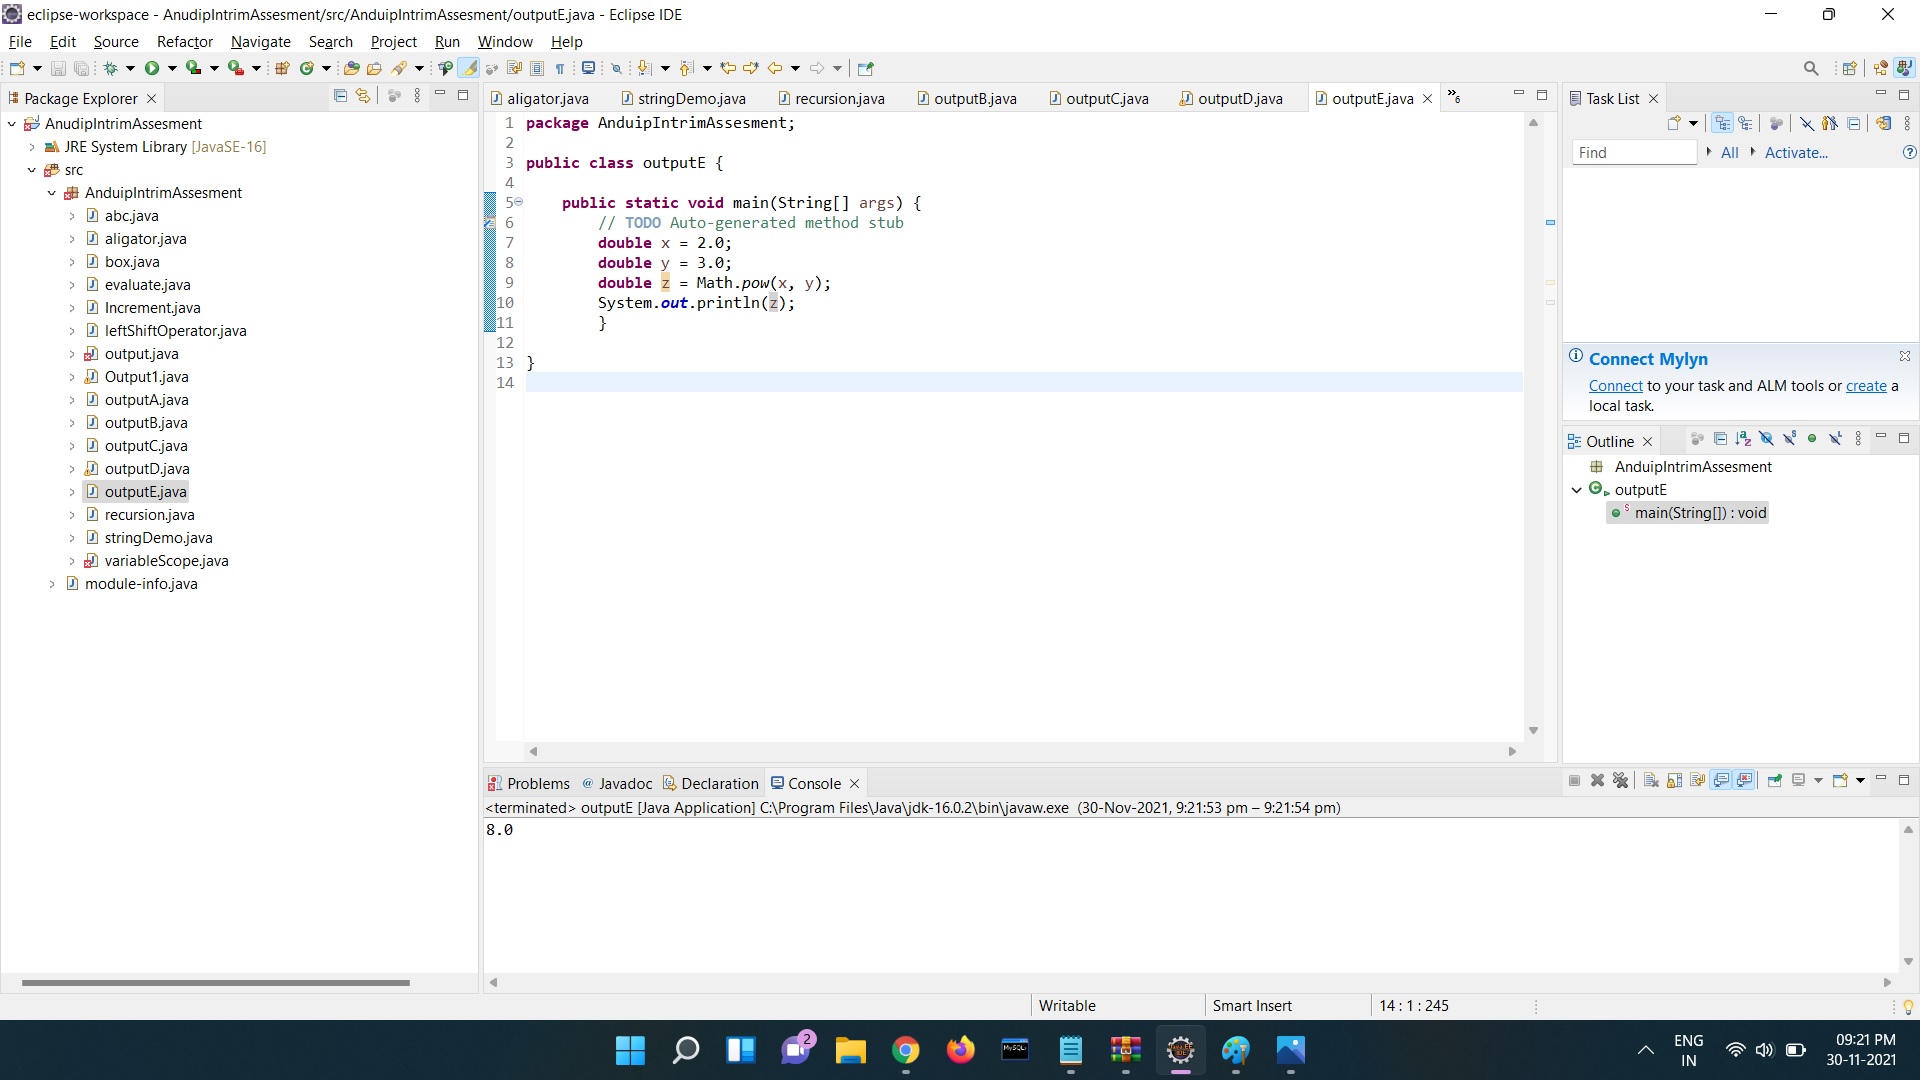 eclipse-workspace - AnudipIntrimAssesment/src/AnduipIntrimAssesment/outputE.java - Eclipse IDE
File Edit Source Refactor Navigate Search Project Run Window Help
Package Explorer
AnudipIntrimAssesment
JRE System Library [JavaSE-16]
src
AnduipIntrimAssesment
abc.java
aligator.java
box.java
evaluate.java
Increment.java
leftShiftOperator.java
output.java
Output1.java
outputA.java
outputB.java
outputC.java
outputD.java
outputE.java
recursion.java
stringDemo.java
variableScope.java
module-info.java
aligator.java stringDemo.java recursion.java outputB.java outputC.java outputD.java outputE.java »6
1 package AnduipIntrimAssesment;
2
3 public class outputE {
4
5 public static void main(String[] args) {
6 // TODO Auto-generated method stub
7 double x = 2.0;
8 double y = 3.0;
9 double z = Math.pow(x, y);
10 System.out.println(z);
11 }
12
13 }
14
Task List
Find All Activate...
Connect Mylyn
Connect to your task and ALM tools or create a
local task.
Outline
AnduipIntrimAssesment
outputE
main(String[]) : void
Problems @ Javadoc Declaration Console
<terminated> outputE [Java Application] C:\Program Files\Java\jdk-16.0.2\bin\javaw.exe (30-Nov-2021, 9:21:53 pm – 9:21:54 pm)
8.0
Writable Smart Insert 14 : 1 : 245
2
MySQL
ENG
IN
09:21 PM
30-11-2021